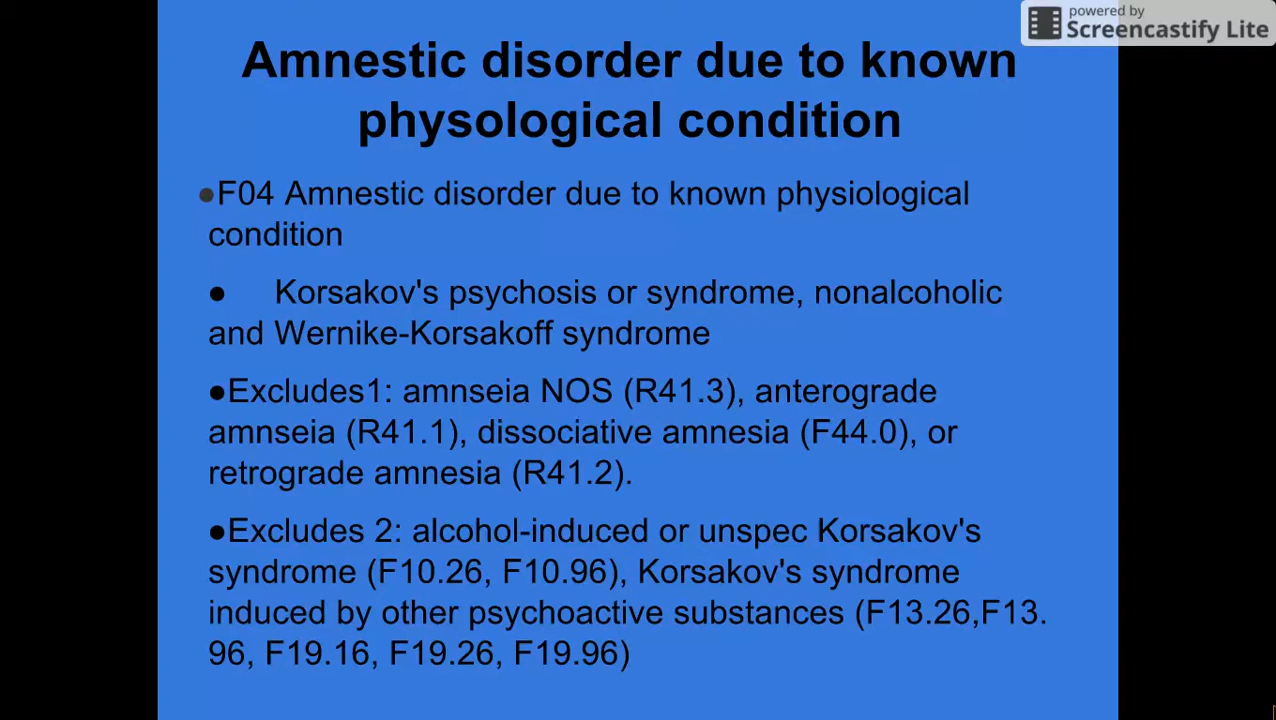 powered by
Screencastify Lite
Amnestic disorder due to known
physological condition
●F04 Amnestic disorder due to known physiological
condition
● Korsakov's psychosis or syndrome, nonalcoholic
and Wernike-Korsakoff syndrome
●Excludes1: amnseia NOS (R41.3), anterograde
amnseia (R41.1), dissociative amnesia (F44.0), or
retrograde amnesia (R41.2).
●Excludes 2: alcohol-induced or unspec Korsakov's
syndrome (F10.26, F10.96), Korsakov's syndrome
induced by other psychoactive substances (F13.26,F13.
96, F19.16, F19.26, F19.96)